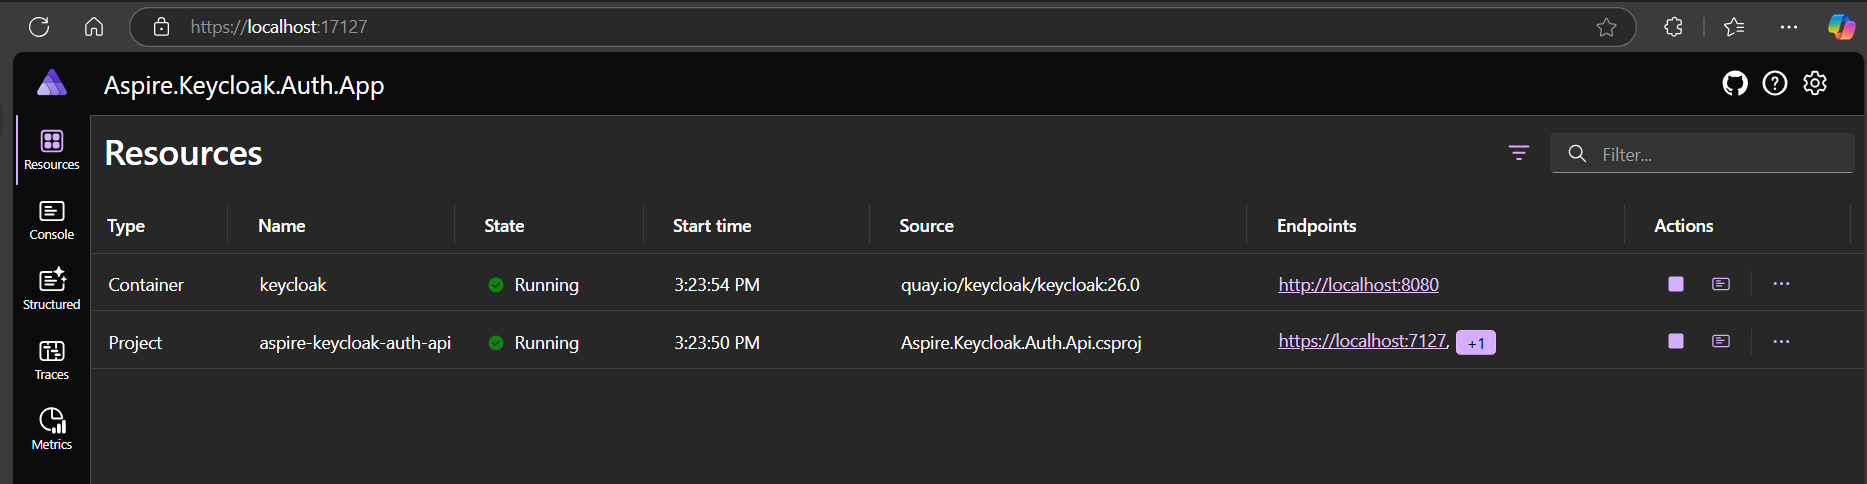 https://localhost:17127
Aspire.Keycloak.Auth.App
Resources
Console
Structured
Traces
Metrics
Resources
Filter...
Type Name State Start time Source Endpoints Actions
Container keycloak Running 3:23:54 PM quay.io/keycloak/keycloak:26.0 http://localhost:8080
Project aspire-keycloak-auth-api Running 3:23:50 PM Aspire.Keycloak.Auth.Api.csproj https://localhost:7127, +1